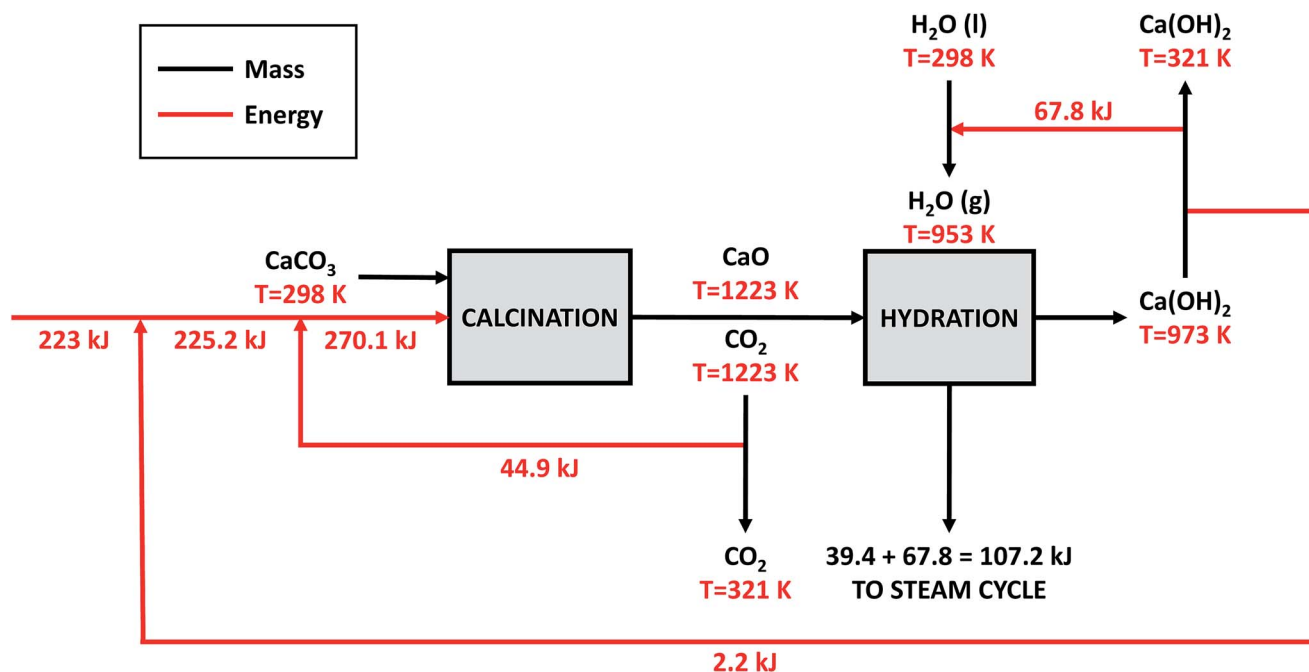 Mass
Energy
H₂O (l)
T=298 K
Ca(OH)₂
T=321 K
67.8 kJ
H₂O (g)
T=953 K
CaCO₃
T=298 K
CALCINATION
CaO
T=1223 K
HYDRATION
Ca(OH)₂
T=973 K
223 kJ
225.2 kJ
270.1 kJ
CO₂
T=1223 K
44.9 kJ
CO₂
T=321 K
39.4 + 67.8 = 107.2 kJ
TO STEAM CYCLE
2.2 kJ